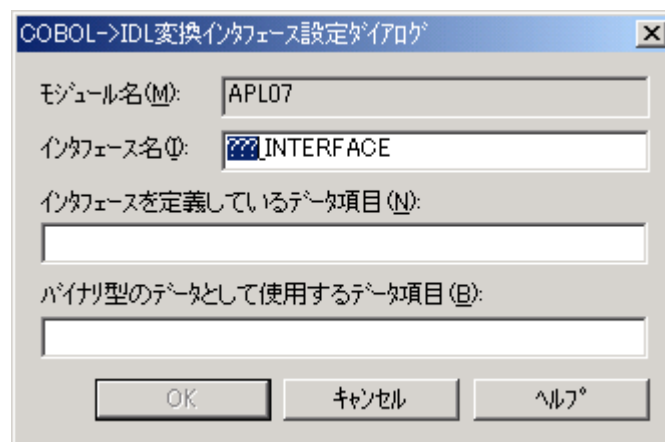 COBOL->IDL変換ｲﾝﾀﾌｪｰｽ設定ﾀﾞｲｱﾛｸﾞ
ﾓｼﾞｭｰﾙ名(M): APL07
ｲﾝﾀﾌｪｰｽ名(I): ???_INTERFACE
ｲﾝﾀﾌｪｰｽを定義しているﾃﾞｰﾀ項目(N):
ﾊﾞｲﾅﾘ型のﾃﾞｰﾀとして使用するﾃﾞｰﾀ項目(B):
OK ｷｬﾝｾﾙ ﾍﾙﾌﾟ